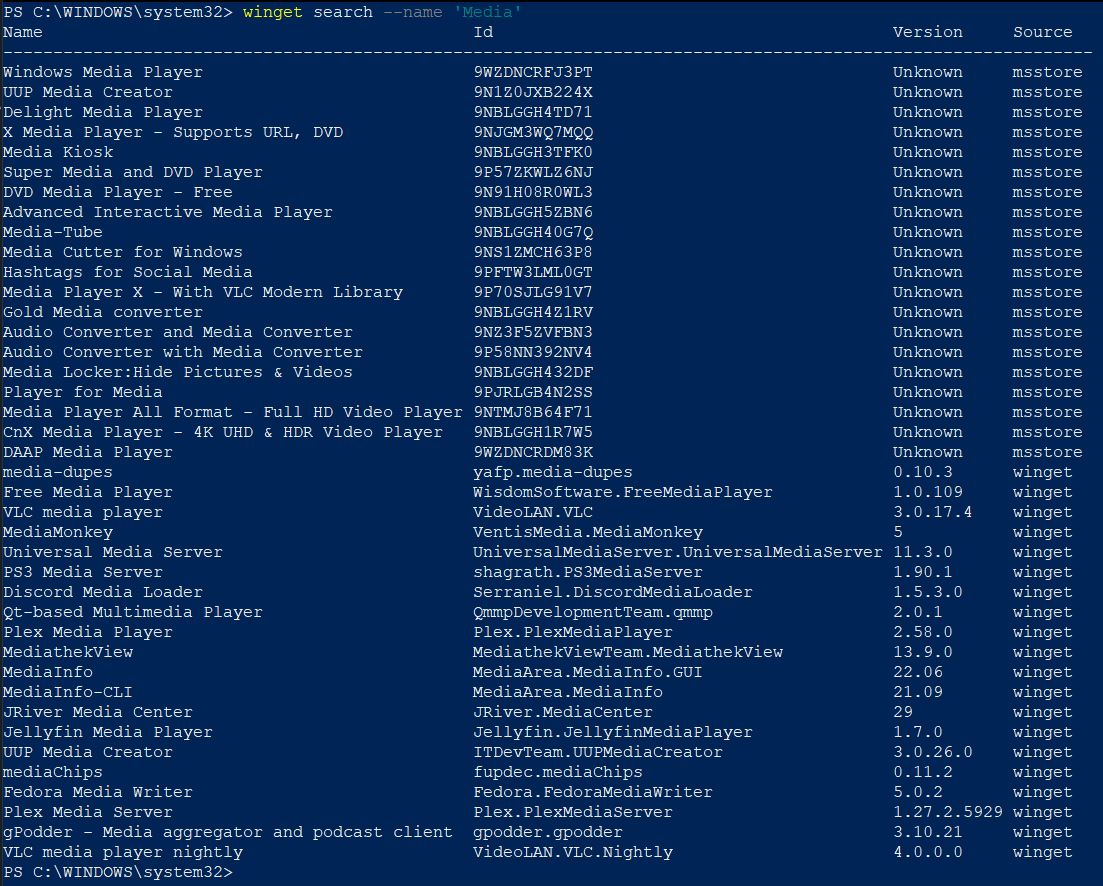 PS C:\WINDOWS\system32> winget search --name 'Media'
Name Id Version Source
-------------------------------------------------------------------------------------------------------------
Windows Media Player 9WZDNCRFJ3PT Unknown msstore
UUP Media Creator 9N1Z0JXB224X Unknown msstore
Delight Media Player 9NBLGGH4TD71 Unknown msstore
X Media Player - Supports URL, DVD 9NJGM3WQ7MQQ Unknown msstore
Media Kiosk 9NBLGGH3TFK0 Unknown msstore
Super Media and DVD Player 9P57ZKWLZ6NJ Unknown msstore
DVD Media Player - Free 9N91H08R0WL3 Unknown msstore
Advanced Interactive Media Player 9NBLGGH5ZBN6 Unknown msstore
Media-Tube 9NBLGGH40G7Q Unknown msstore
Media Cutter for Windows 9NS1ZMCH63P8 Unknown msstore
Hashtags for Social Media 9PFTW3LML0GT Unknown msstore
Media Player X - With VLC Modern Library 9P70SJLG91V7 Unknown msstore
Gold Media converter 9NBLGGH4Z1RV Unknown msstore
Audio Converter and Media Converter 9NZ3F5ZVFBN3 Unknown msstore
Audio Converter with Media Converter 9P58NN392NV4 Unknown msstore
Media Locker:Hide Pictures & Videos 9NBLGGH432DF Unknown msstore
Player for Media 9PJRLGB4N2SS Unknown msstore
Media Player All Format - Full HD Video Player 9NTMJ8B64F71 Unknown msstore
CnX Media Player - 4K UHD & HDR Video Player 9NBLGGH1R7W5 Unknown msstore
DAAP Media Player 9WZDNCRDM83K Unknown msstore
media-dupes yafp.media-dupes 0.10.3 winget
Free Media Player WisdomSoftware.FreeMediaPlayer 1.0.109 winget
VLC media player VideoLAN.VLC 3.0.17.4 winget
MediaMonkey VentisMedia.MediaMonkey 5 winget
Universal Media Server UniversalMediaServer.UniversalMediaServer 11.3.0 winget
PS3 Media Server shagrath.PS3MediaServer 1.90.1 winget
Discord Media Loader Serraniel.DiscordMediaLoader 1.5.3.0 winget
Qt-based Multimedia Player QmmpDevelopmentTeam.qmmp 2.0.1 winget
Plex Media Player Plex.PlexMediaPlayer 2.58.0 winget
MediathekView MediathekViewTeam.MediathekView 13.9.0 winget
MediaInfo MediaArea.MediaInfo.GUI 22.06 winget
MediaInfo-CLI MediaArea.MediaInfo 21.09 winget
JRiver Media Center JRiver.MediaCenter 29 winget
Jellyfin Media Player Jellyfin.JellyfinMediaPlayer 1.7.0 winget
UUP Media Creator ITDevTeam.UUPMediaCreator 3.0.26.0 winget
mediaChips fupdec.mediaChips 0.11.2 winget
Fedora Media Writer Fedora.FedoraMediaWriter 5.0.2 winget
Plex Media Server Plex.PlexMediaServer 1.27.2.5929 winget
gPodder - Media aggregator and podcast client gpodder.gpodder 3.10.21 winget
VLC media player nightly VideoLAN.VLC.Nightly 4.0.0.0 winget
PS C:\WINDOWS\system32>